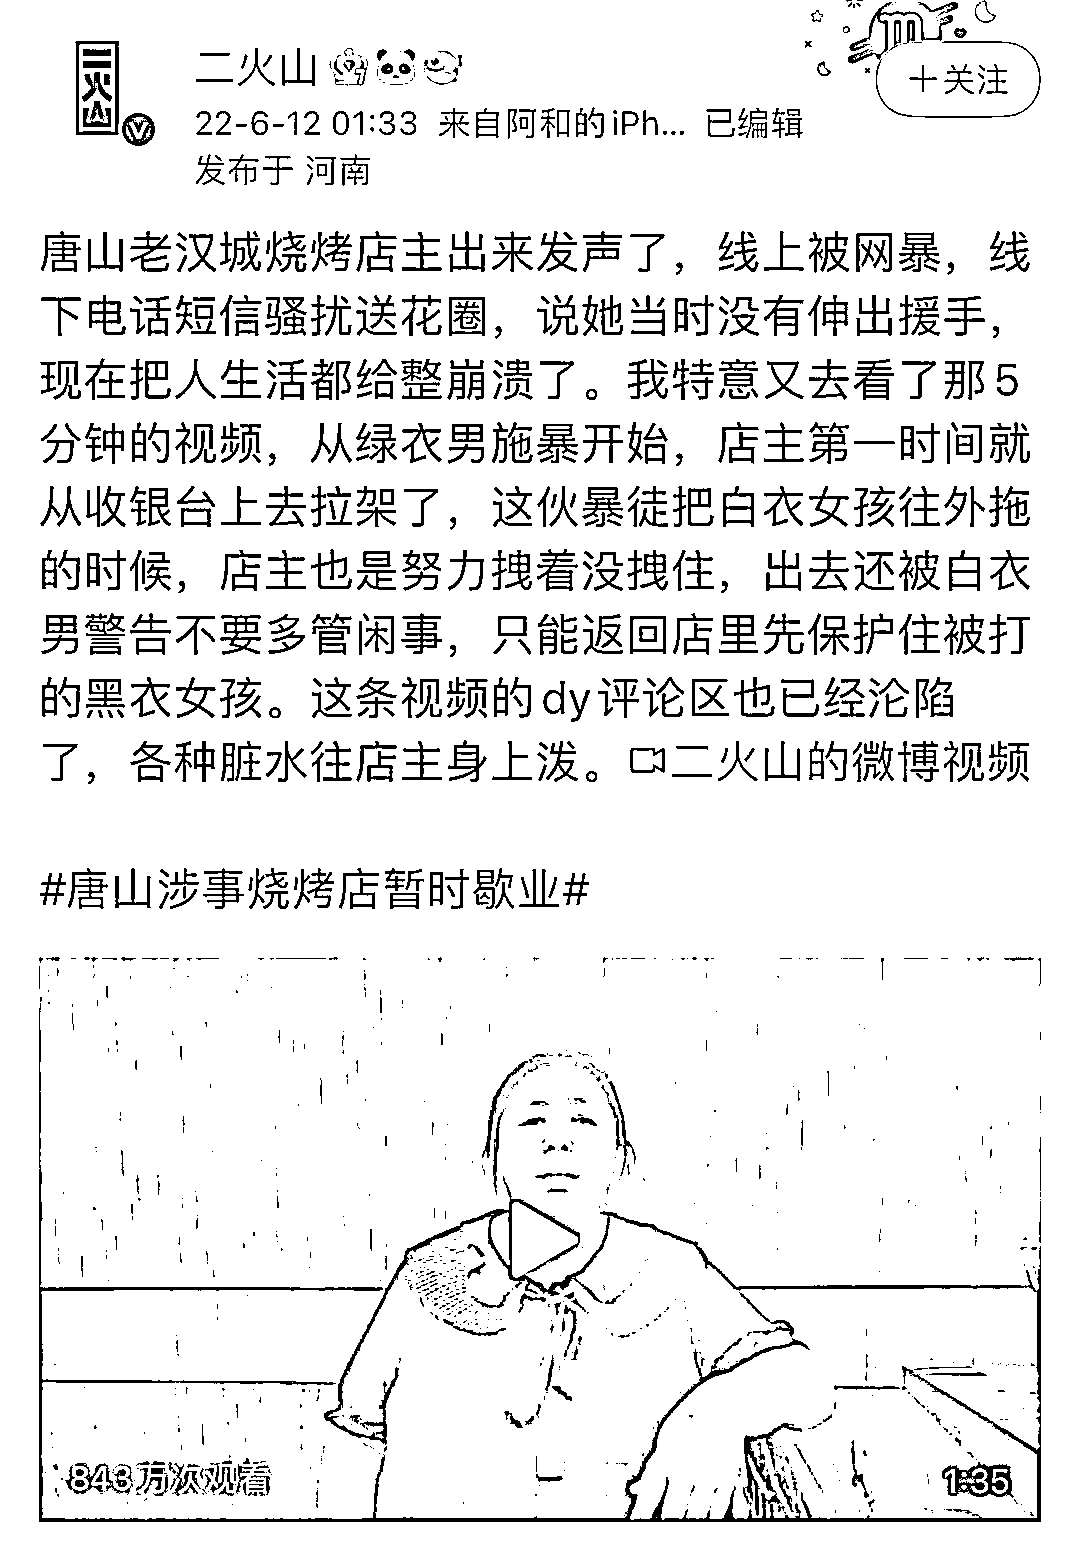 二火山
二火山
+关注
22-6-12 01:33 来自阿和的iPh... 已编辑
发布于 河南
唐山老汉城烧烤店主出来发声了，线上被网暴，线
下电话短信骚扰送花圈，说她当时没有伸出援手，
现在把人生活都给整崩溃了。我特意又去看了那5
分钟的视频，从绿衣男施暴开始，店主第一时间就
从收银台上去拉架了，这伙暴徒把白衣女孩往外拖
的时候，店主也是努力拽着没拽住，出去还被白衣
男警告不要多管闲事，只能返回店里先保护住被打
的黑衣女孩。这条视频的dy评论区也已经沦陷
了，各种脏水往店主身上泼。二火山的微博视频
#唐山涉事烧烤店暂时歇业#
843万次观看
1:35